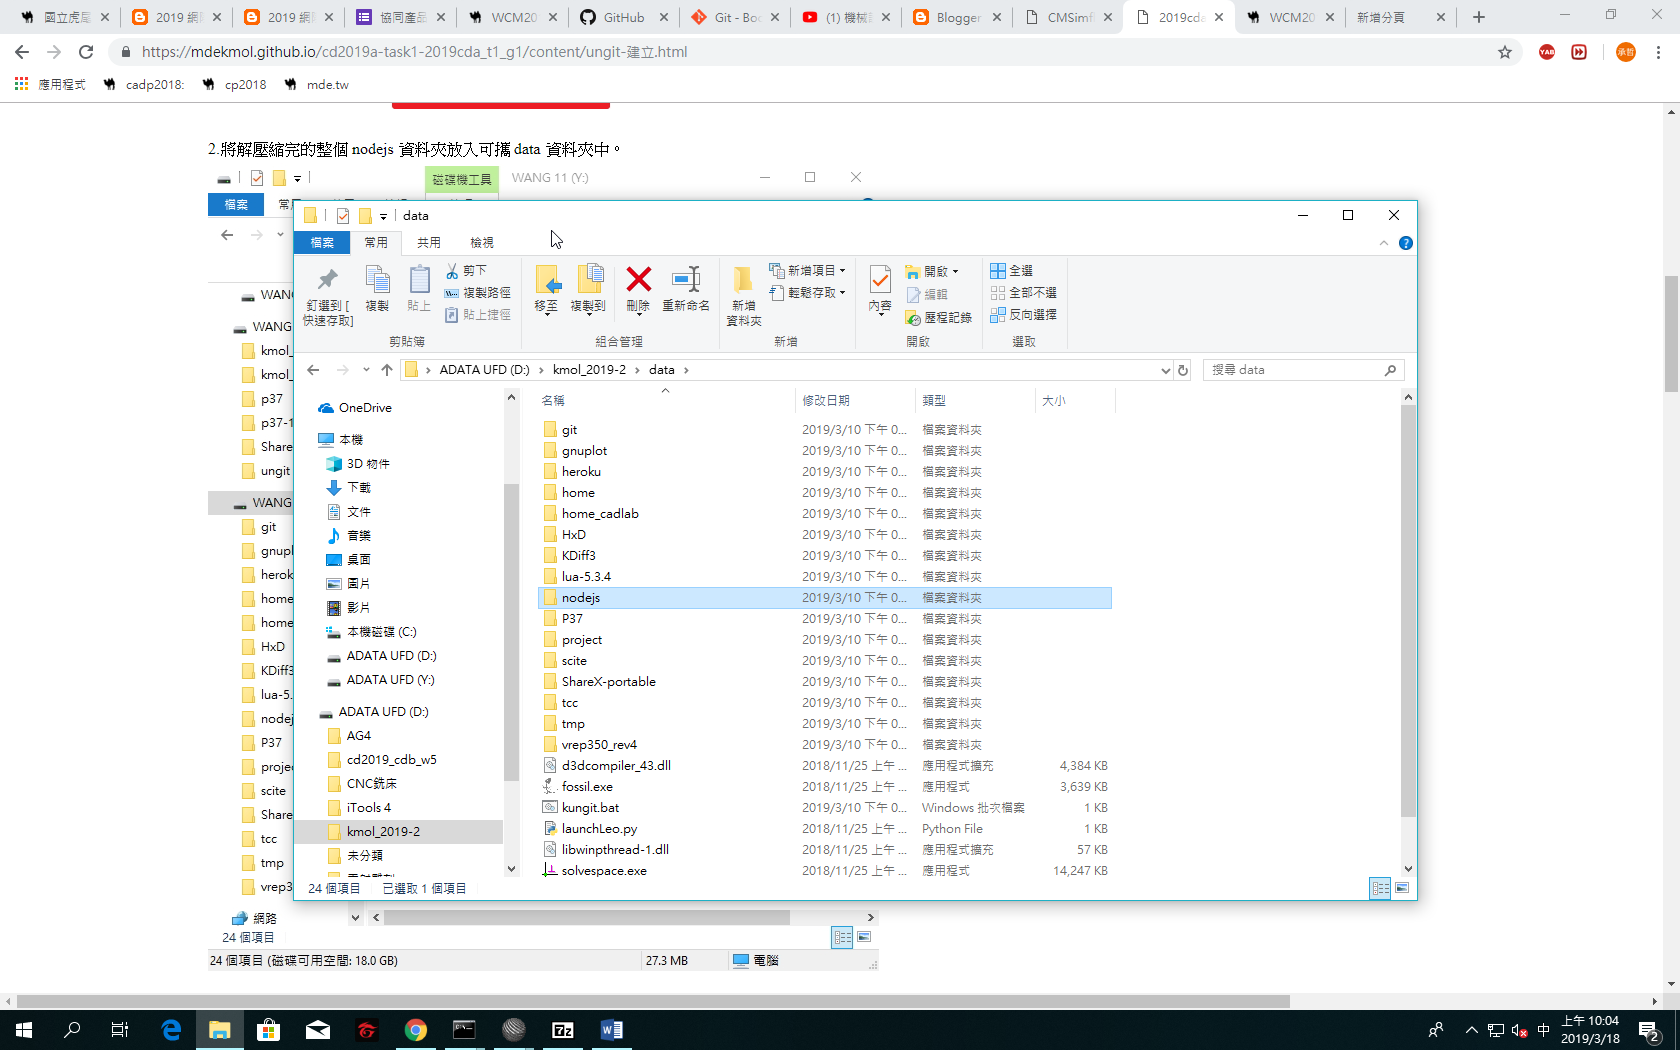 國立虎尾
2019 網
2019 網
協同產品
WCM20
GitHub
Git - Boo
(1) 機械
Blogger
CMSimfl
2019cda
WCM20
新增分頁
https://mdekmol.github.io/cd2019a-task1-2019cda_t1_g1/content/ungit-建立.html
應用程式
cadp2018:
cp2018
mde.tw
2.將解壓縮完的整個 nodejs 資料夾放入可攜 data 資料夾中。
磁碟機工具
WANG 11 (Y:)
檔案
data
檔案
常用
共用
檢視
釘選到 [
快速存取]
複製
貼上
剪下
複製路徑
貼上捷徑
剪貼簿
移至
複製到
刪除
重新命名
組合管理
新增
資料夾
新增項目
輕鬆存取
新增
內容
開啟
編輯
歷程記錄
開啟
全選
全部不選
反向選擇
選取
ADATA UFD (D:)
kmol_2019-2
data
搜尋 data
WANG
WANG
kmol_
kmol_
p37
p37-1
Share
ungit
WANG
git
gnupl
herok
home
home
HxD
KDiff3
lua-5.
nodej
P37
projec
scite
Share
tcc
tmp
vrep3
網路
OneDrive
本機
3D 物件
下載
文件
音樂
桌面
圖片
影片
本機磁碟 (C:)
ADATA UFD (D:)
ADATA UFD (Y:)
ADATA UFD (D:)
AG4
cd2019_cdb_w5
CNC銑床
iTools 4
kmol_2019-2
未分類
名稱 修改日期 類型 大小
git 2019/3/10 下午 0... 檔案資料夾
gnuplot 2019/3/10 下午 0... 檔案資料夾
heroku 2019/3/10 下午 0... 檔案資料夾
home 2019/3/10 下午 0... 檔案資料夾
home_cadlab 2019/3/10 下午 0... 檔案資料夾
HxD 2019/3/10 下午 0... 檔案資料夾
KDiff3 2019/3/10 下午 0... 檔案資料夾
lua-5.3.4 2019/3/10 下午 0... 檔案資料夾
nodejs 2019/3/10 下午 0... 檔案資料夾
P37 2019/3/10 下午 0... 檔案資料夾
project 2019/3/10 下午 0... 檔案資料夾
scite 2019/3/10 下午 0... 檔案資料夾
ShareX-portable 2019/3/10 下午 0... 檔案資料夾
tcc 2019/3/10 下午 0... 檔案資料夾
tmp 2019/3/10 下午 0... 檔案資料夾
vrep350_rev4 2019/3/10 下午 0... 檔案資料夾
d3dcompiler_43.dll 2018/11/25 上午 ... 應用程式擴充 4,384 KB
fossil.exe 2018/11/25 上午 ... 應用程式 3,639 KB
kungit.bat 2019/3/10 下午 0... Windows 批次檔案 1 KB
launchLeo.py 2018/11/25 上午 ... Python File 1 KB
libwinpthread-1.dll 2018/11/25 上午 ... 應用程式擴充 57 KB
solvespace.exe 2018/11/25 上午 ... 應用程式 14,247 KB
24 個項目 已選取 1 個項目
24 個項目
24 個項目 (磁碟可用空間: 18.0 GB)
27.3 MB
電腦
中
上午 10:04
2019/3/18
2